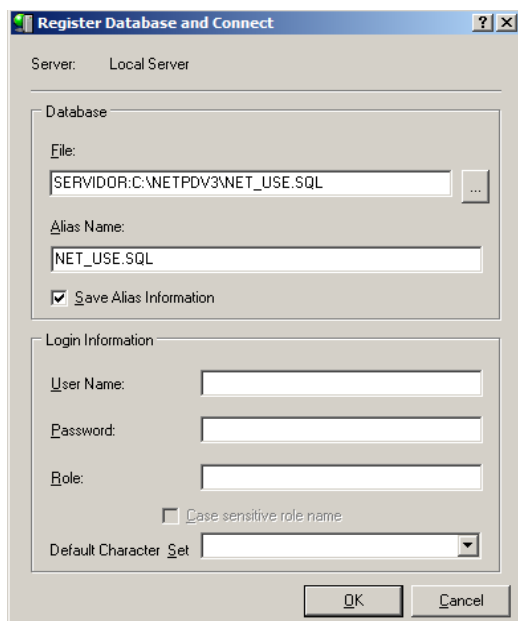 Register Database and Connect
Server: Local Server
Database
File:
SERVIDOR:C:\NETPDV3\NET_USE.SQL
...
Alias Name:
NET_USE.SQL
Save Alias Information
Login Information
User Name:
Password:
Role:
Case sensitive role name
Default Character Set
OK Cancel